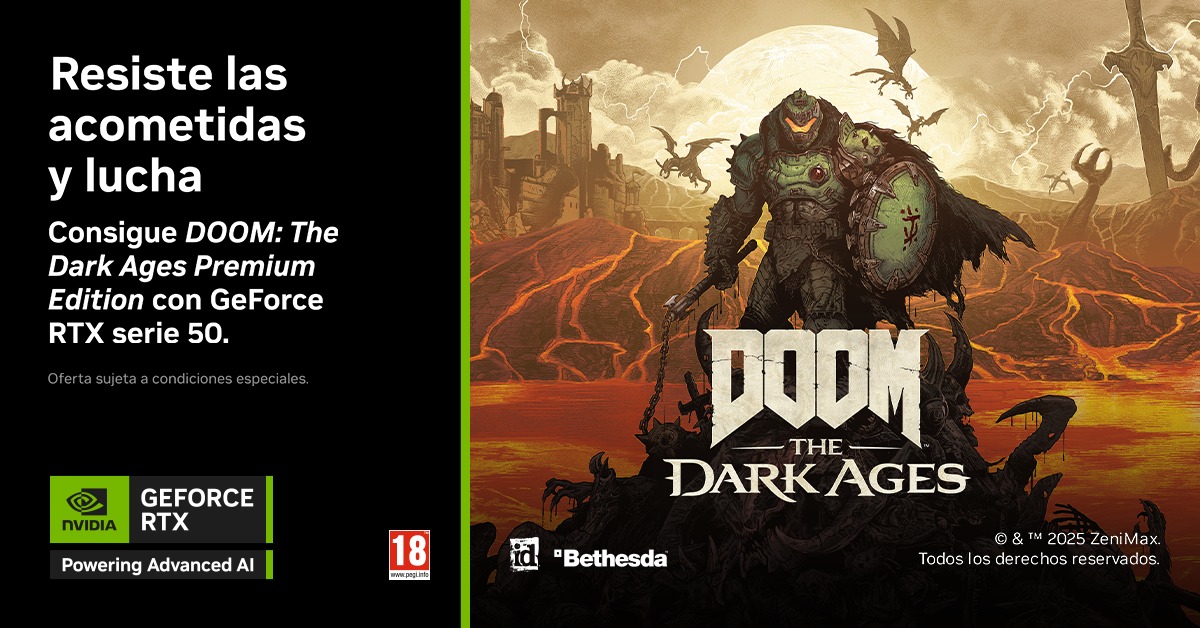 Resiste las
acometidas
y lucha
Consigue DOOM: The
Dark Ages Premium
Edition con GeForce
RTX serie 50.
Oferta sujeta a condiciones especiales.
NVIDIA
GEFORCE
RTX
Powering Advanced AI
18
www.pegi.info
DOOM
THE
DARK AGES™
id
Bethesda
© & ™ 2025 ZeniMax.
Todos los derechos reservados.